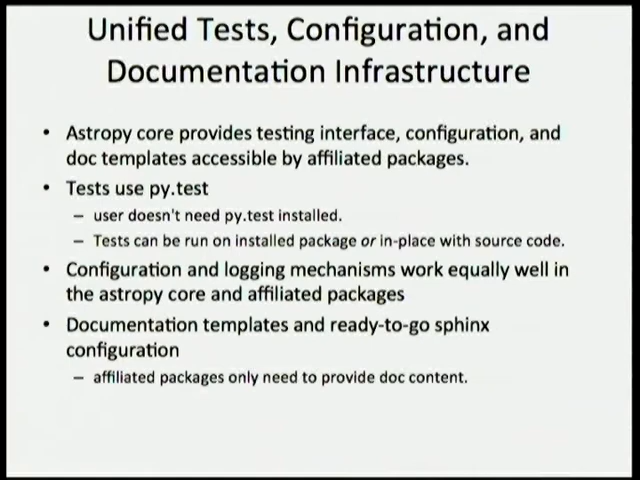 Unified Tests, Configuration, and
Documentation Infrastructure
• Astropy core provides testing interface, configuration, and
doc templates accessible by affiliated packages.
• Tests use py.test
– user doesn't need py.test installed.
– Tests can be run on installed package or in-place with source code.
• Configuration and logging mechanisms work equally well in
the astropy core and affiliated packages
• Documentation templates and ready-to-go sphinx
configuration
– affiliated packages only need to provide doc content.